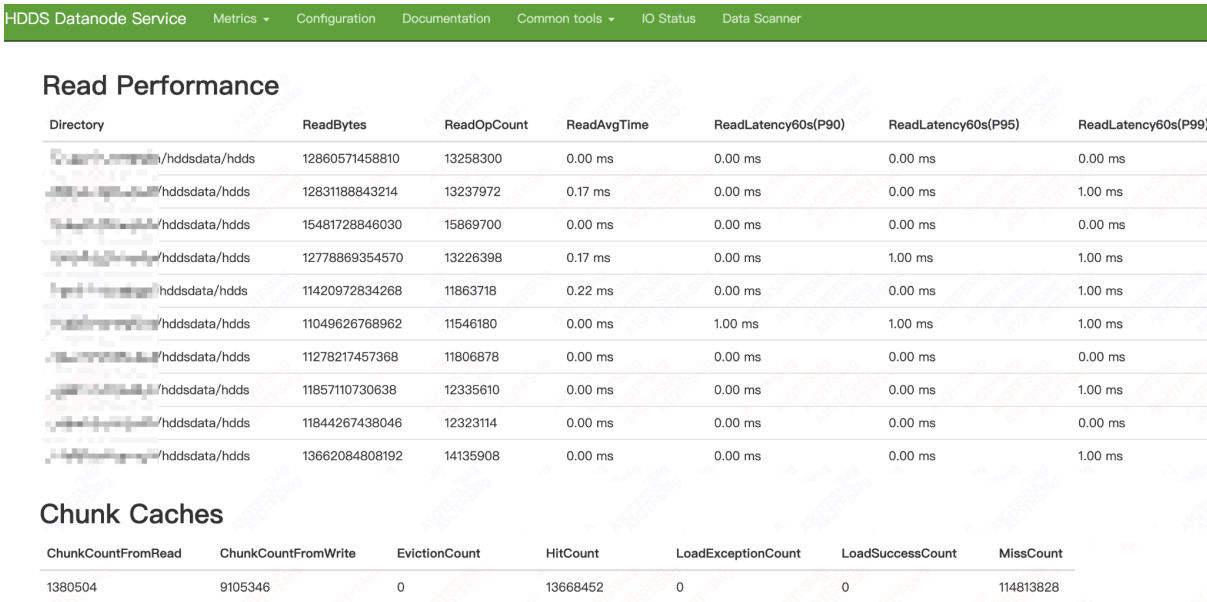 HDDS Datanode Service Metrics Configuration Documentation Common tools IO Status Data Scanner
Read Performance
Directory ReadBytes ReadOpCount ReadAvgTime ReadLatency60s(P90) ReadLatency60s(P95) ReadLatency60s(P99)
/hddsdata/hdds 12860571458810 13258300 0.00 ms 0.00 ms 0.00 ms 0.00 ms
/hddsdata/hdds 12831188843214 13237972 0.17 ms 0.00 ms 0.00 ms 1.00 ms
/hddsdata/hdds 15481728846030 15869700 0.00 ms 0.00 ms 0.00 ms 0.00 ms
/hddsdata/hdds 12778869354570 13226398 0.17 ms 0.00 ms 1.00 ms 1.00 ms
hddsdata/hdds 11420972834268 11863718 0.22 ms 0.00 ms 0.00 ms 1.00 ms
/hddsdata/hdds 11049626768962 11546180 0.00 ms 1.00 ms 1.00 ms 1.00 ms
/hddsdata/hdds 11278217457368 11806878 0.00 ms 0.00 ms 0.00 ms 0.00 ms
/hddsdata/hdds 11857110730638 12335610 0.00 ms 0.00 ms 0.00 ms 1.00 ms
/hddsdata/hdds 11844267438046 12323114 0.00 ms 0.00 ms 0.00 ms 0.00 ms
/hddsdata/hdds 13662084808192 14135908 0.00 ms 0.00 ms 0.00 ms 1.00 ms
Chunk Caches
ChunkCountFromRead ChunkCountFromWrite EvictionCount HitCount LoadExceptionCount LoadSuccessCount MissCount
1380504 9105346 0 13668452 0 0 114813828